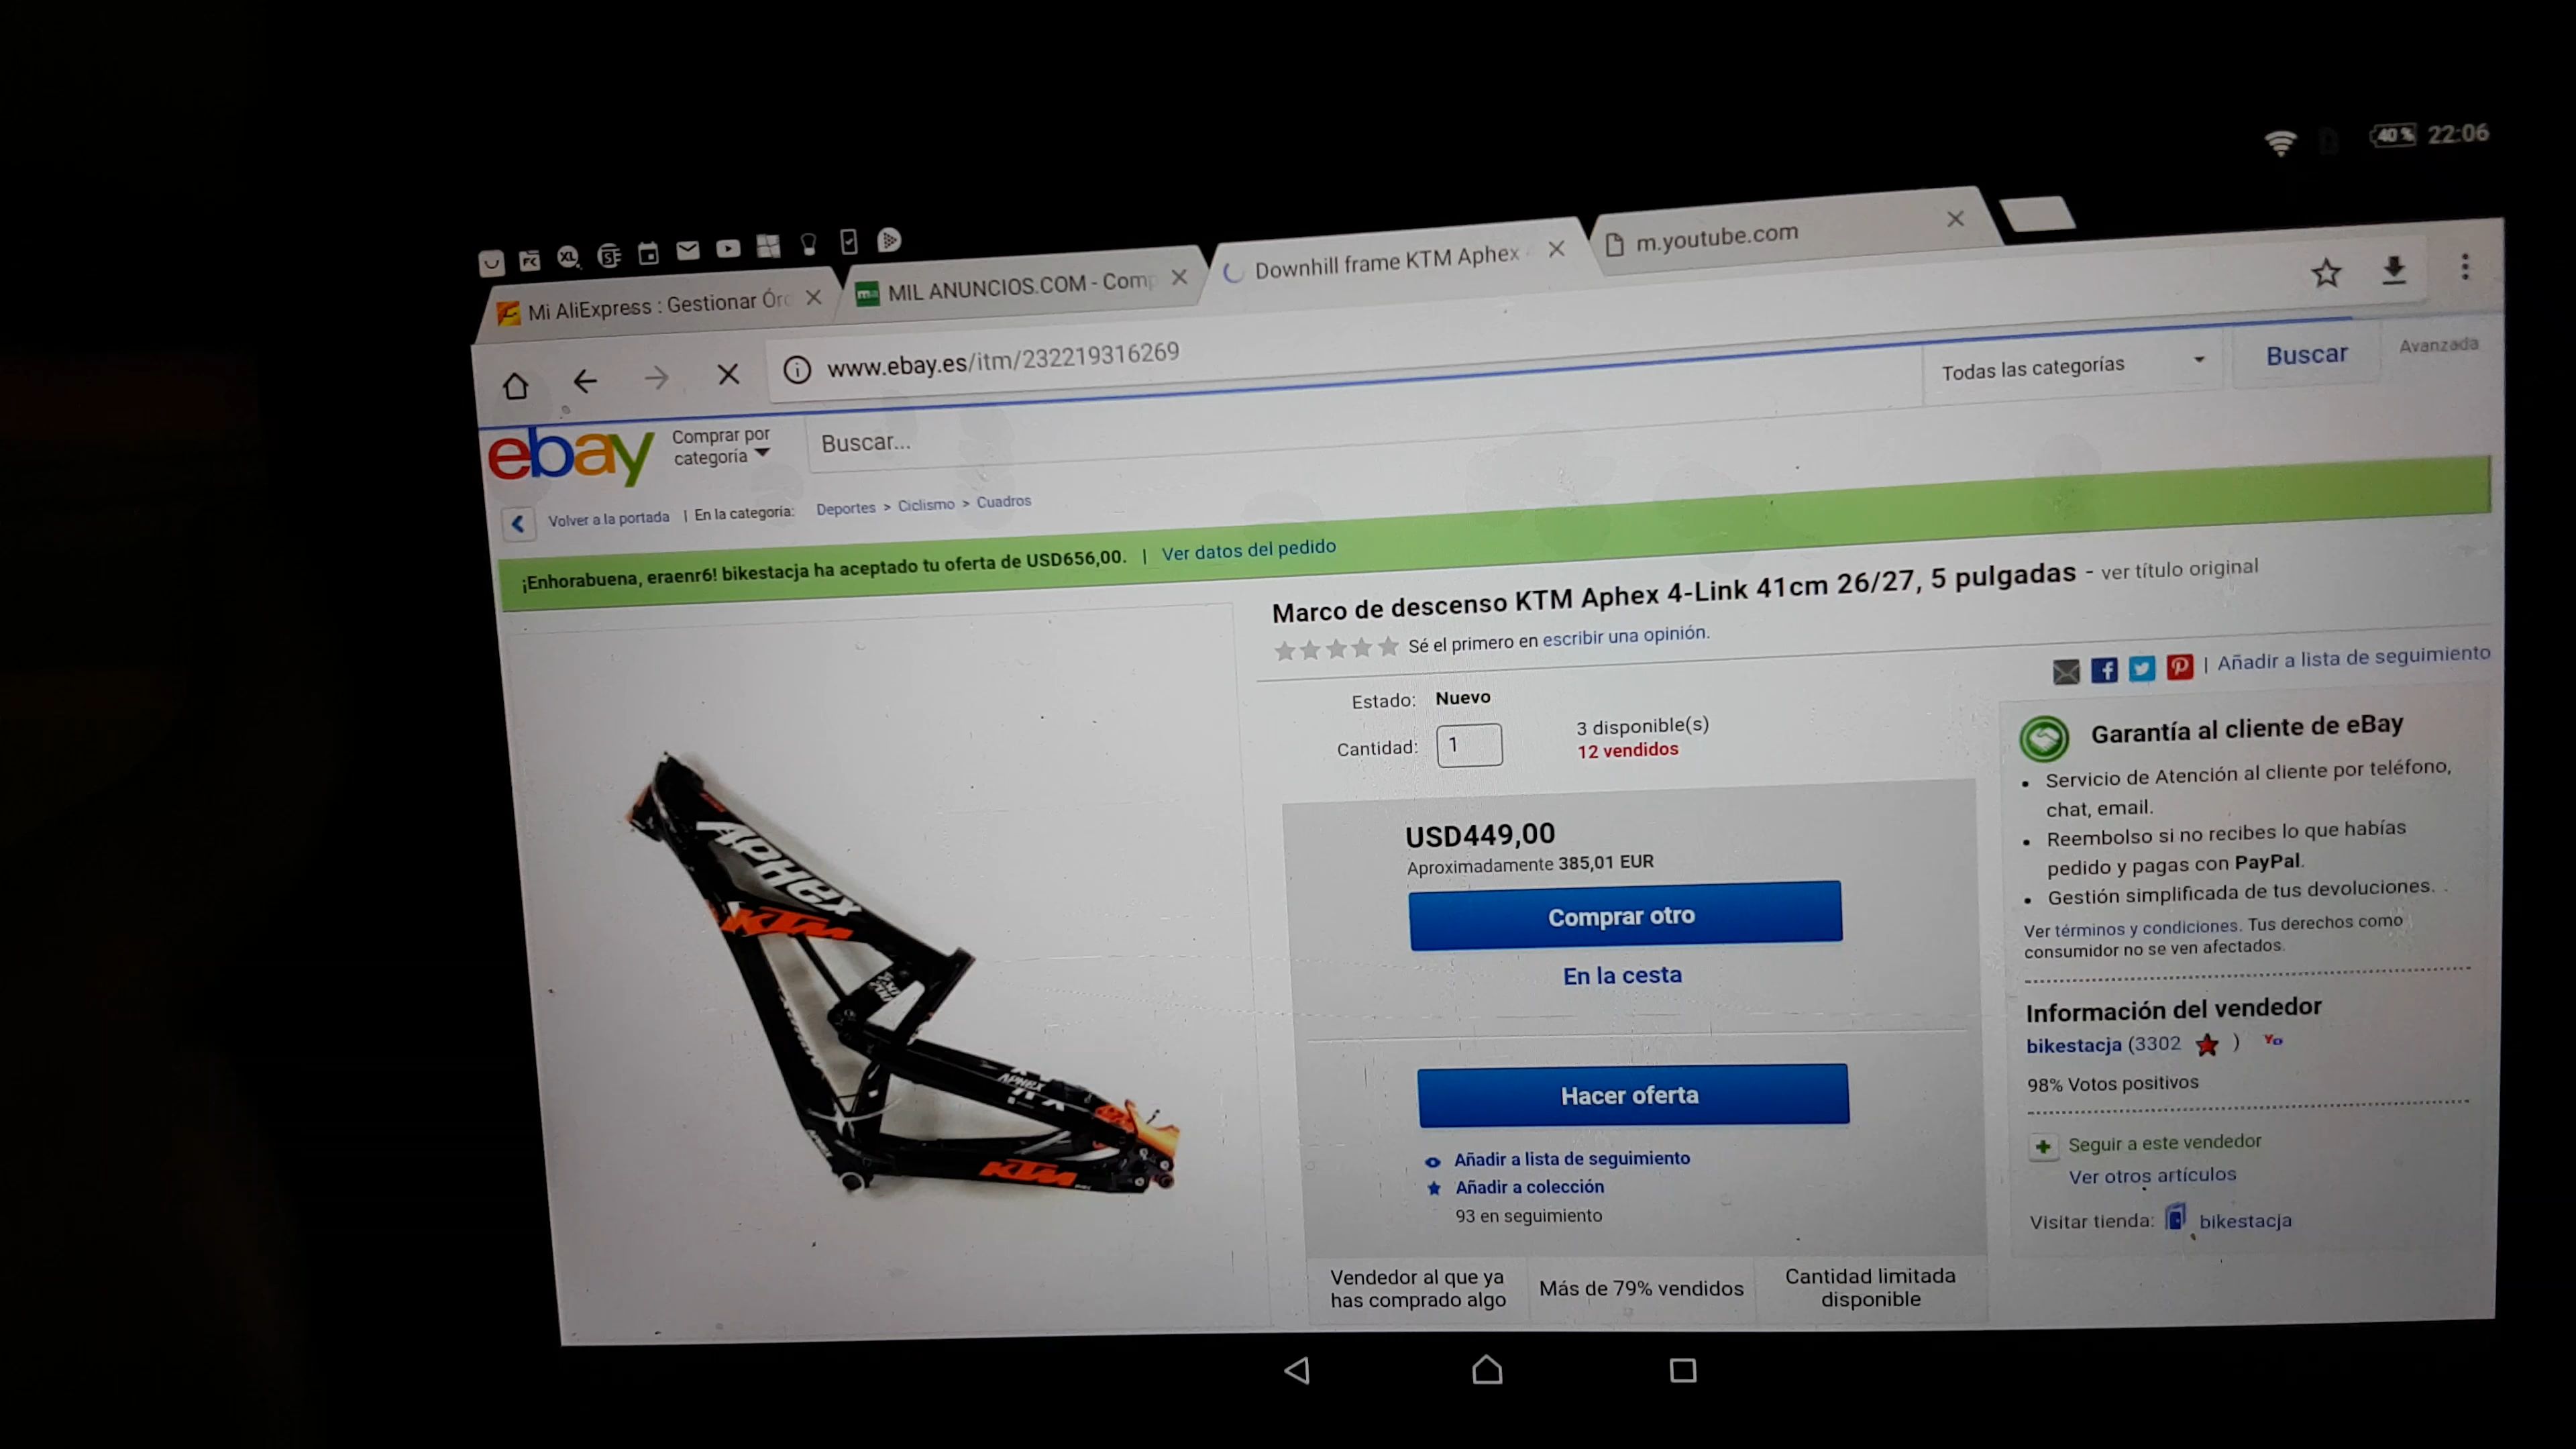 40 % 22:06
Mi AliExpress : Gestionar Órd
MIL ANUNCIOS.COM - Comp
Downhill frame KTM Aphex
m.youtube.com
www.ebay.es/itm/232219316269
ebay
Comprar por
categoría
Buscar...
Todas las categorías
Buscar
Avanzada
Volver a la portada | En la categoría: Deportes > Ciclismo > Cuadros
¡Enhorabuena, eraenr6! bikestacja ha aceptado tu oferta de USD656,00. | Ver datos del pedido
Marco de descenso KTM Aphex 4-Link 41cm 26/27, 5 pulgadas - ver título original
Sé el primero en escribir una opinión.
| Añadir a lista de seguimiento
Estado: Nuevo
Cantidad: 1
3 disponible(s)
12 vendidos
USD449,00
Aproximadamente 385,01 EUR
Comprar otro
En la cesta
Hacer oferta
Añadir a lista de seguimiento
Añadir a colección
93 en seguimiento
Vendedor al que ya
has comprado algo
Más de 79% vendidos
Cantidad limitada
disponible
Garantía al cliente de eBay
• Servicio de Atención al cliente por teléfono,
chat, email.
• Reembolso si no recibes lo que habías
pedido y pagas con PayPal.
• Gestión simplificada de tus devoluciones.
Ver términos y condiciones. Tus derechos como
consumidor no se ven afectados.
Información del vendedor
bikestacja (3302 )
98% Votos positivos
Seguir a este vendedor
Ver otros artículos
Visitar tienda: bikestacja
APHEX
KTM
APHEX
KTM